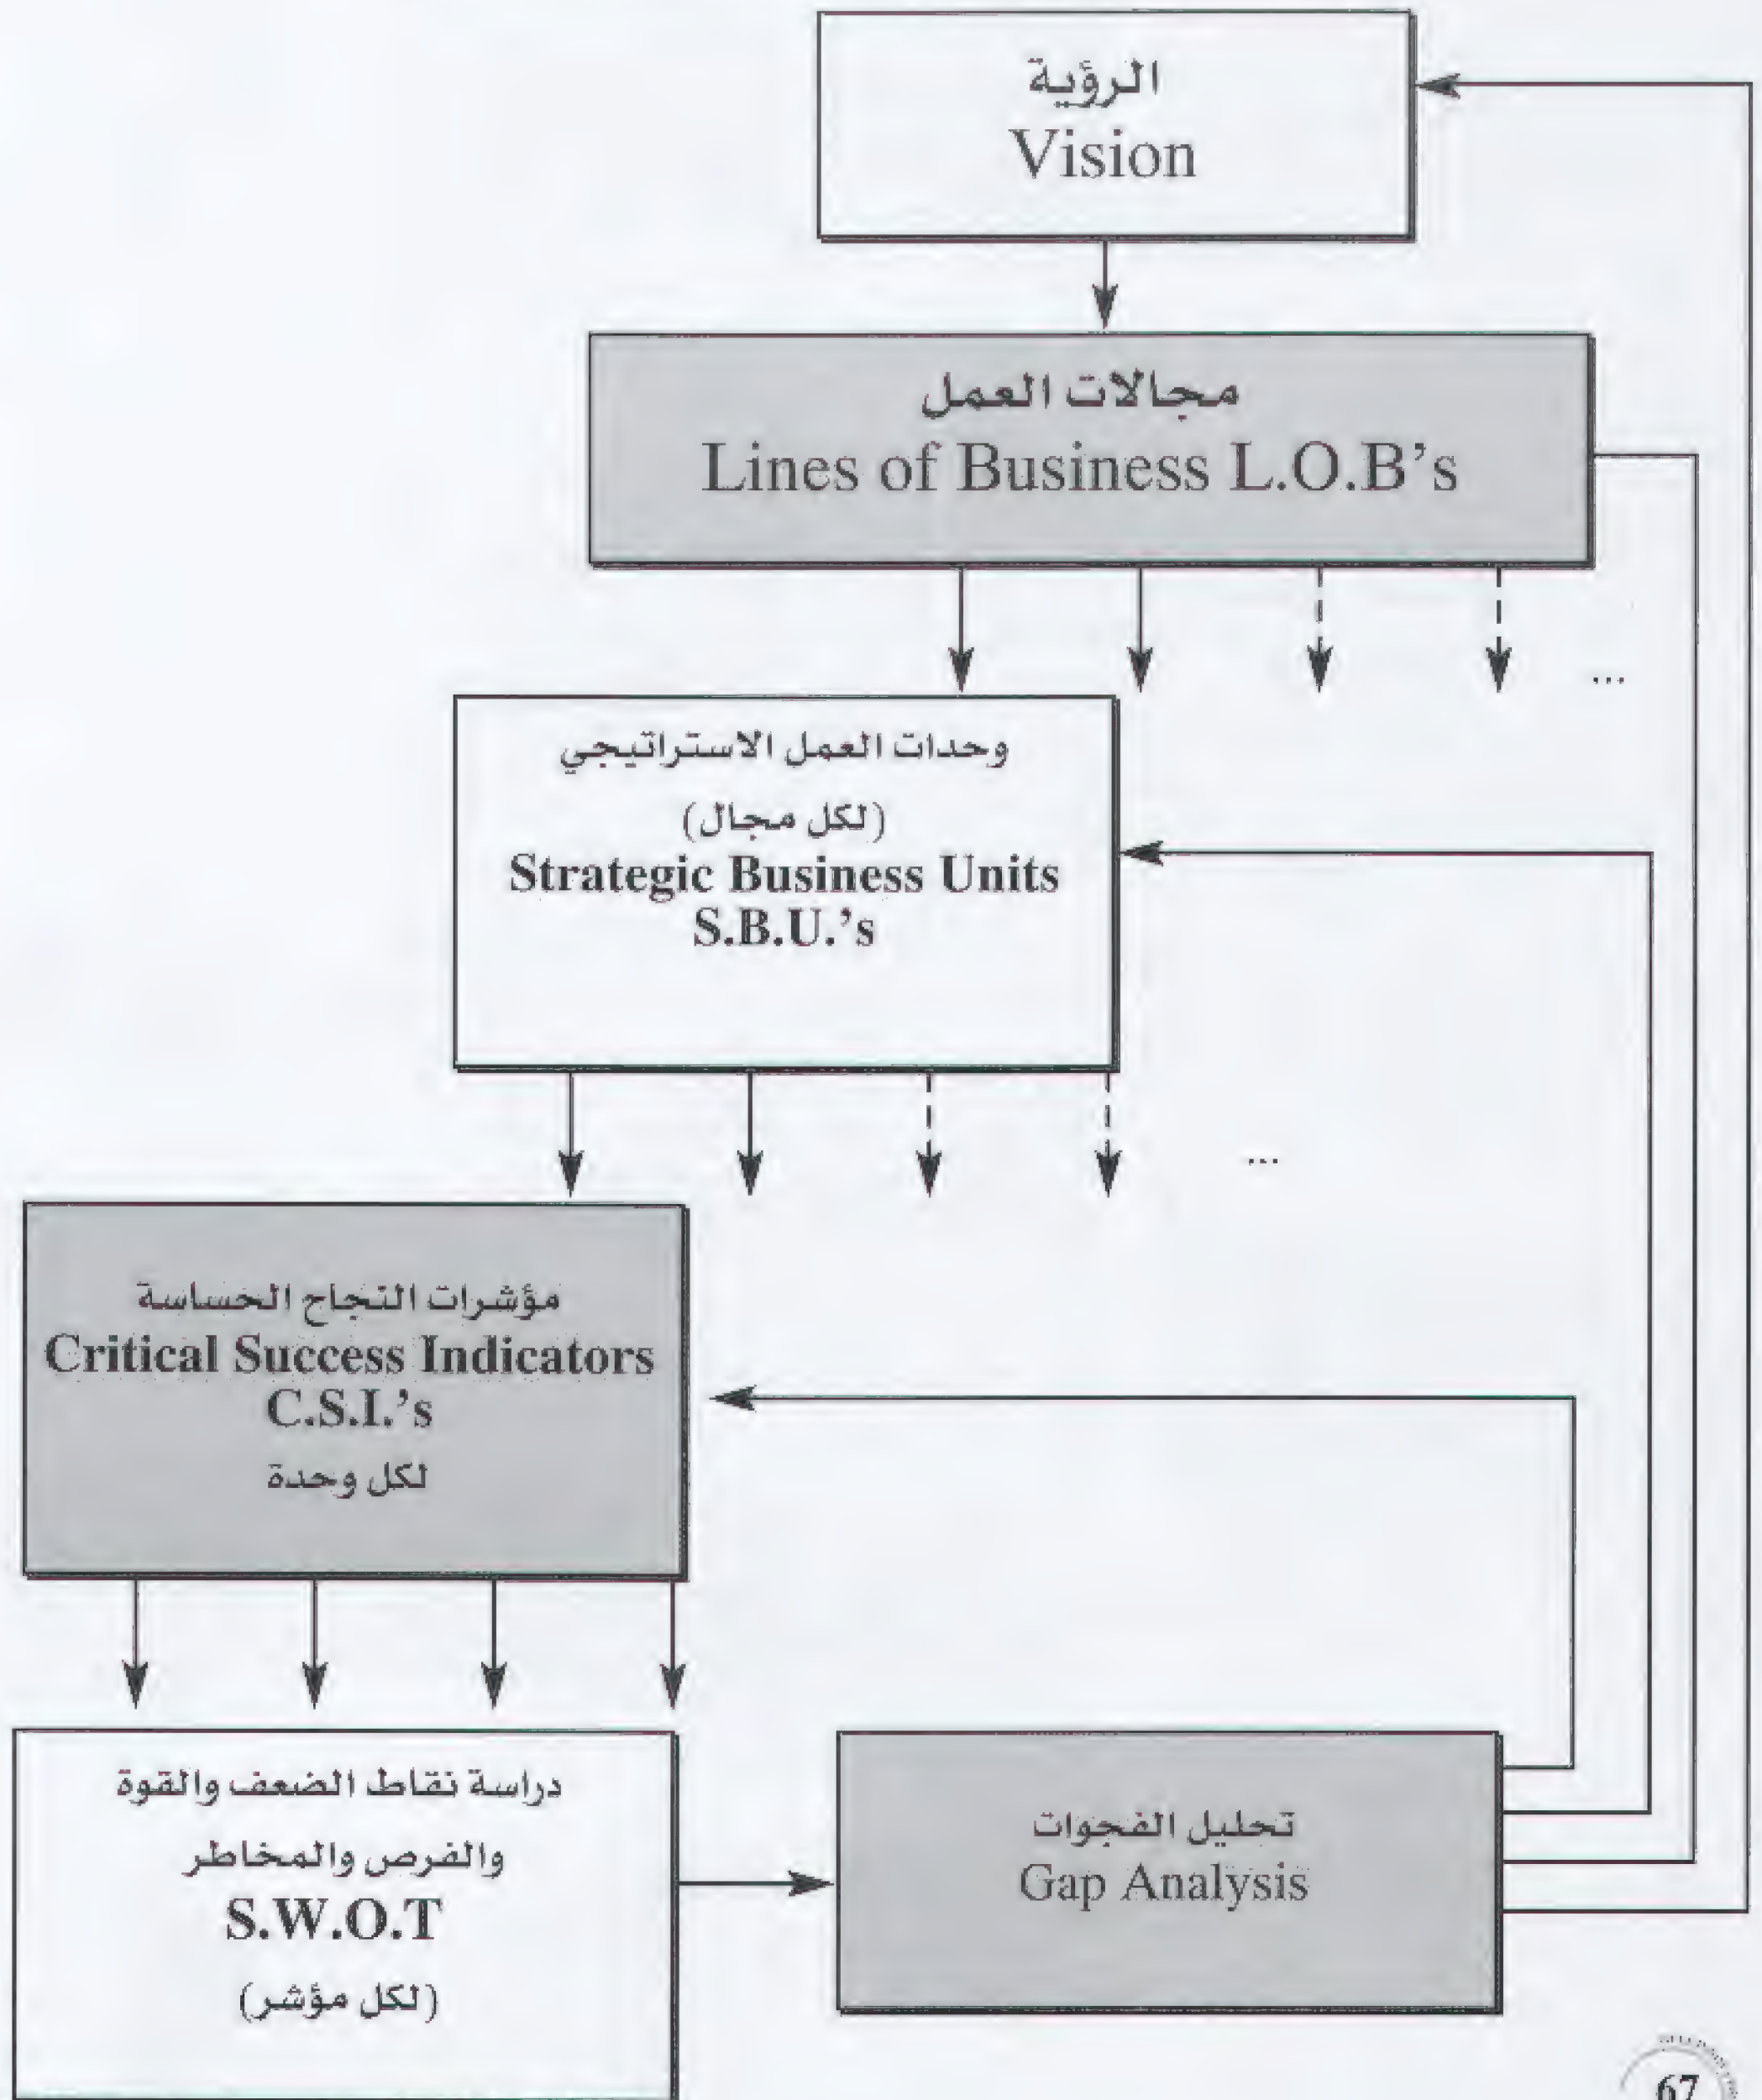 الرؤية
Vision
مجالات العمل
Lines of Business L.O.B's
...
وحدات العمل الاستراتيجي
(لكل مجال)
Strategic Business Units
S.B.U.'s
...
مؤشرات النجاح الحساسة
Critical Success Indicators
C.S.I.'s
لكل وحدة
دراسة نقاط الضعف والقوة
والفرص والمخاطر
S.W.O.T
(لكل مؤشر)
تحليل الفجوات
Gap Analysis
67